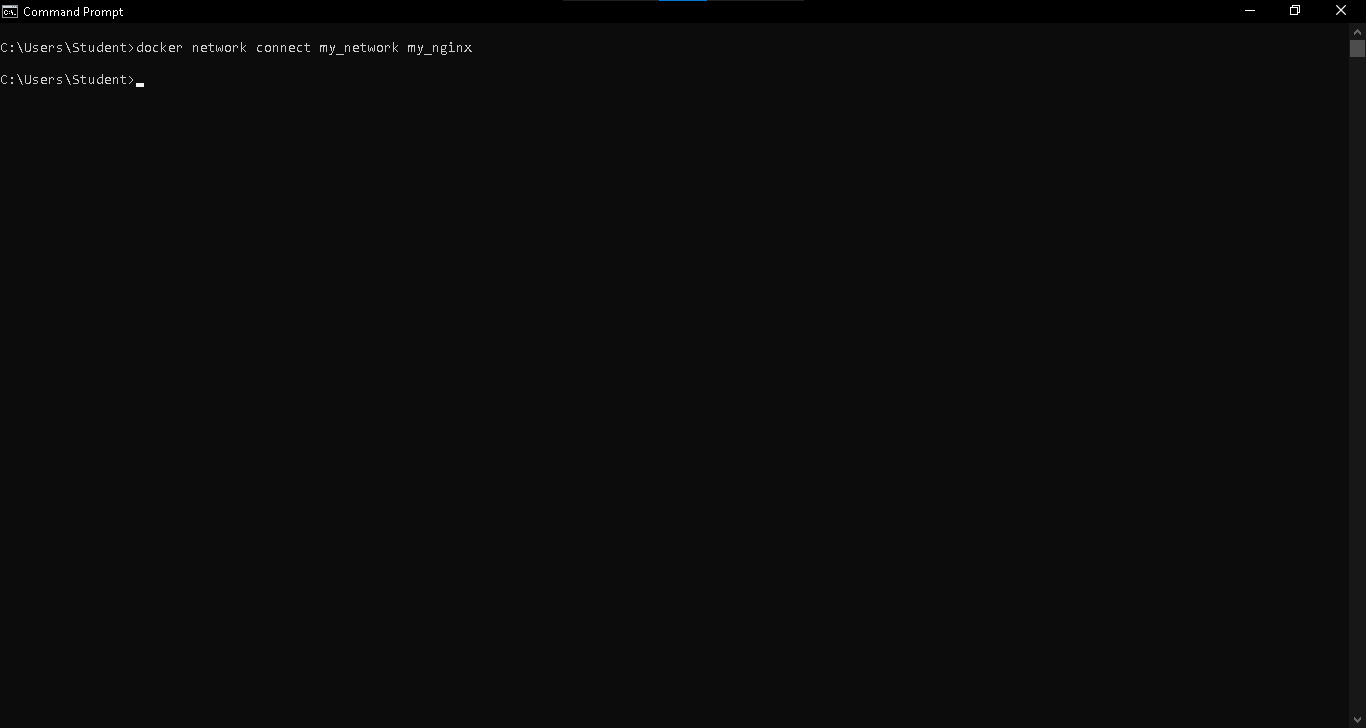 Command Prompt
C:\Users\Student>docker network connect my_network my_nginx
C:\Users\Student>